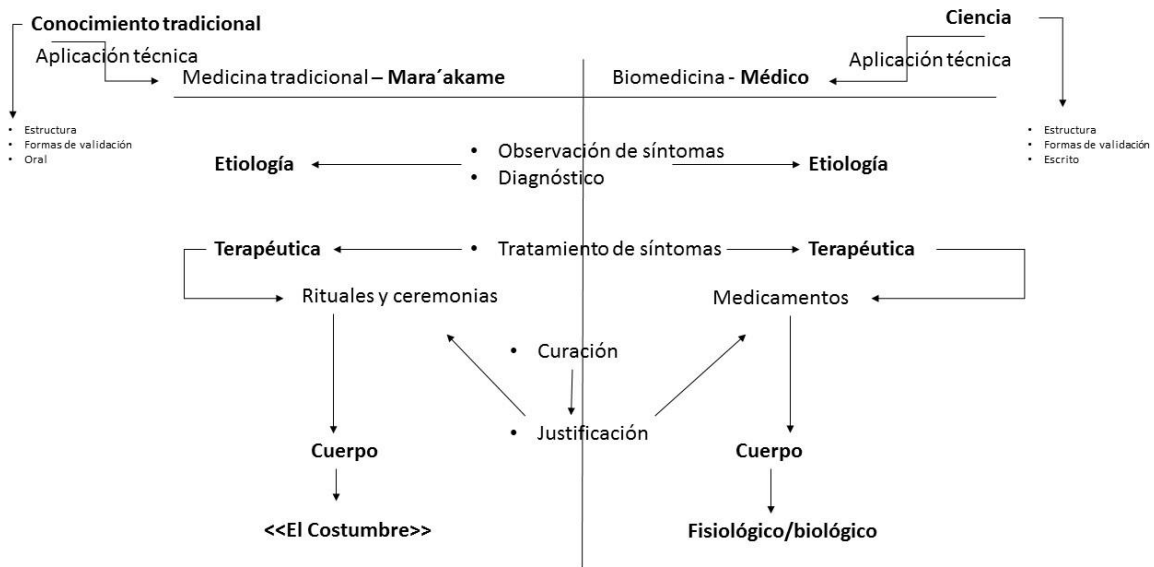 Conocimiento tradicional
Aplicación técnica
Ciencia
Aplicación técnica
Medicina tradicional – Mara´akame
Biomedicina - Médico
• Estructura
• Formas de validación
• Oral
• Estructura
• Formas de validación
• Escrito
Etiología
• Observación de síntomas
• Diagnóstico
Etiología
Terapéutica
• Tratamiento de síntomas
Terapéutica
Rituales y ceremonias
Medicamentos
• Curación
• Justificación
Cuerpo
Cuerpo
<<El Costumbre>>
Fisiológico/biológico